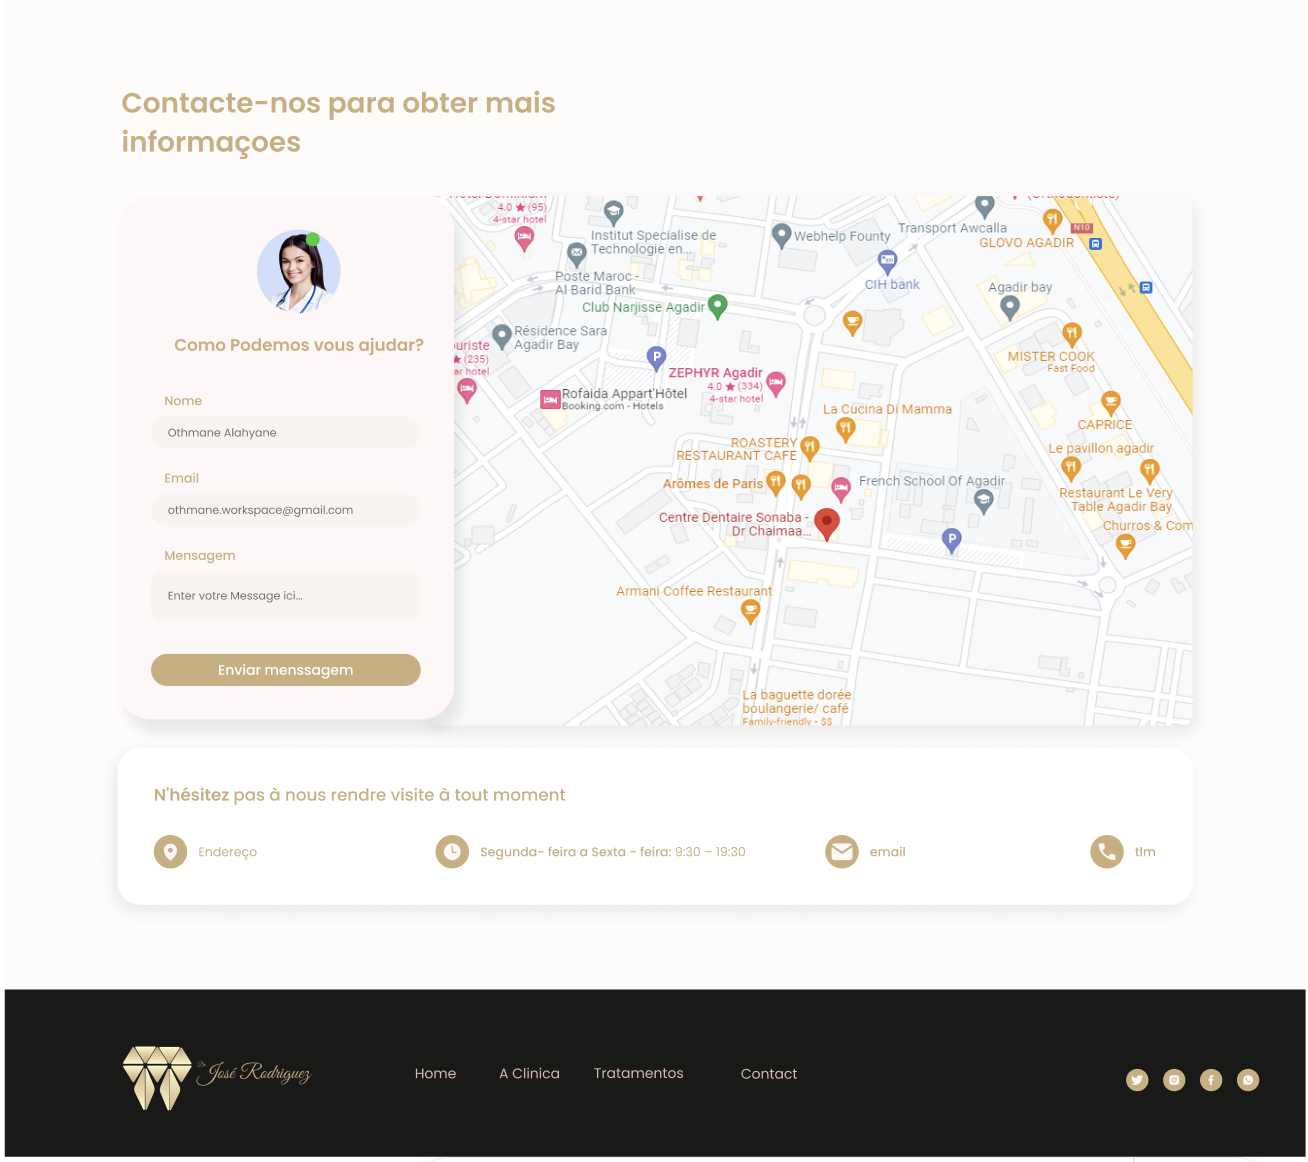 Contacte-nos para obter mais
informaçoes
Como Podemos vous ajudar?
Nome
Othmane Alahyane
Email
othmane.workspace@gmail.com
Mensagem
Enter votre Message ici...
Enviar menssagem
4.0 ★ (95)
4-star hotel
Institut Specialise de
Technologie en...
Webhelp Founty
Transport Awcalla
GLOVO AGADIR
N10
Poste Maroc -
Al Barid Bank
CIH bank
Agadir bay
Club Narjisse Agadir
Résidence Sara
Agadir Bay
ouriste
★ (235)
ar hotel
P
ZEPHYR Agadir
4.0 ★ (334)
4-star hotel
MISTER COOK
Fast Food
Rofaida Appart'Hôtel
Booking.com - Hotels
La Cucina Di Mamma
CAPRICE
ROASTERY
RESTAURANT CAFE
Le pavillon agadir
Arômes de Paris
French School Of Agadir
Restaurant Le Very
Table Agadir Bay
Centre Dentaire Sonaba -
Dr Chaimaa...
Churros & Com
P
Armani Coffee Restaurant
La baguette dorée
boulangerie/ café
Family-friendly • $$
N'hésitez pas à nous rendre visite à tout moment
Endereço
Segunda- feira a Sexta - feira: 9:30 – 19:30
email
tlm
Dr José Rodriguez
Home
A Clinica
Tratamentos
Contact